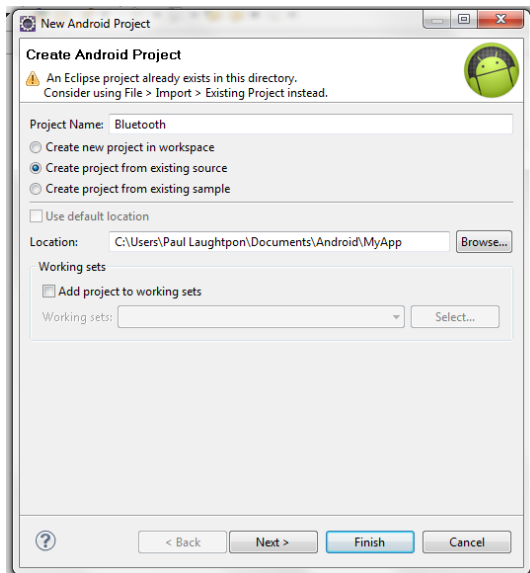 New Android Project
Create Android Project
An Eclipse project already exists in this directory.
Consider using File > Import > Existing Project instead.
Project Name: Bluetooth
Create new project in workspace
Create project from existing source
Create project from existing sample
Use default location
Location: C:\Users\Paul Laughtpon\Documents\Android\MyApp Browse...
Working sets
Add project to working sets
Working sets: Select...
? < Back Next > Finish Cancel